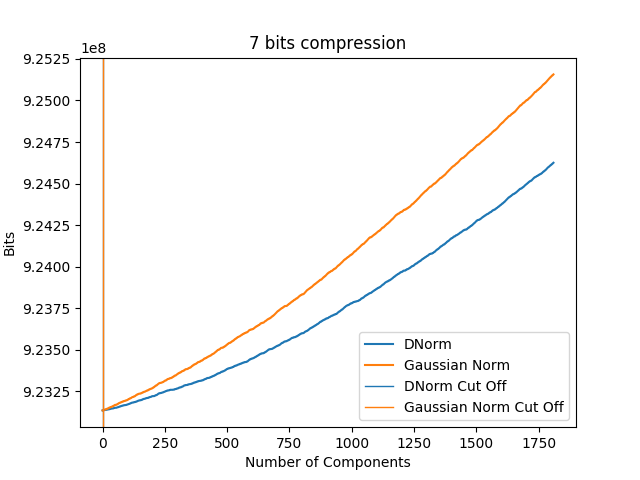 7 bits compression
1e8
9.2525
9.2500
9.2475
9.2450
9.2425
9.2400
9.2375
9.2350
9.2325
Bits
DNorm
Gaussian Norm
DNorm Cut Off
Gaussian Norm Cut Off
0 250 500 750 1000 1250 1500 1750
Number of Components